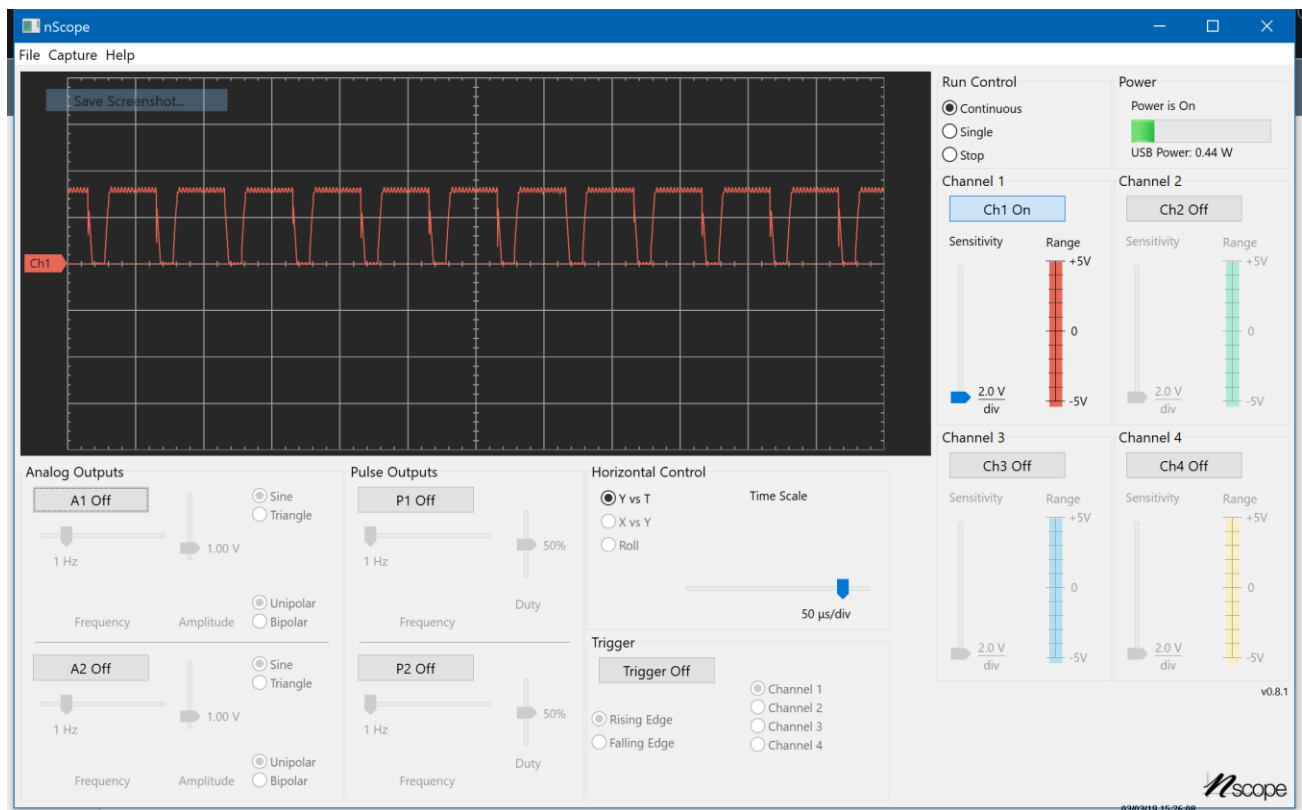 nScope
File Capture Help
Save Screenshot...
Ch1
Run Control
Continuous
Single
Stop
Power
Power is On
USB Power: 0.44 W
Channel 1
Ch1 On
Sensitivity
Range
+5V
0
-5V
2.0 V
div
Channel 2
Ch2 Off
Sensitivity
Range
+5V
0
-5V
2.0 V
div
Channel 3
Ch3 Off
Sensitivity
Range
+5V
0
-5V
2.0 V
div
Channel 4
Ch4 Off
Sensitivity
Range
+5V
0
-5V
2.0 V
div
Analog Outputs
A1 Off
Sine
Triangle
1.00 V
1 Hz
Unipolar
Bipolar
Frequency
Amplitude
A2 Off
Sine
Triangle
1.00 V
1 Hz
Unipolar
Bipolar
Frequency
Amplitude
Pulse Outputs
P1 Off
50%
1 Hz
Duty
Frequency
P2 Off
50%
1 Hz
Duty
Frequency
Horizontal Control
Y vs T
X vs Y
Roll
Time Scale
50 µs/div
Trigger
Trigger Off
Rising Edge
Falling Edge
Channel 1
Channel 2
Channel 3
Channel 4
v0.8.1
nscope
03/03/19 15:26:08